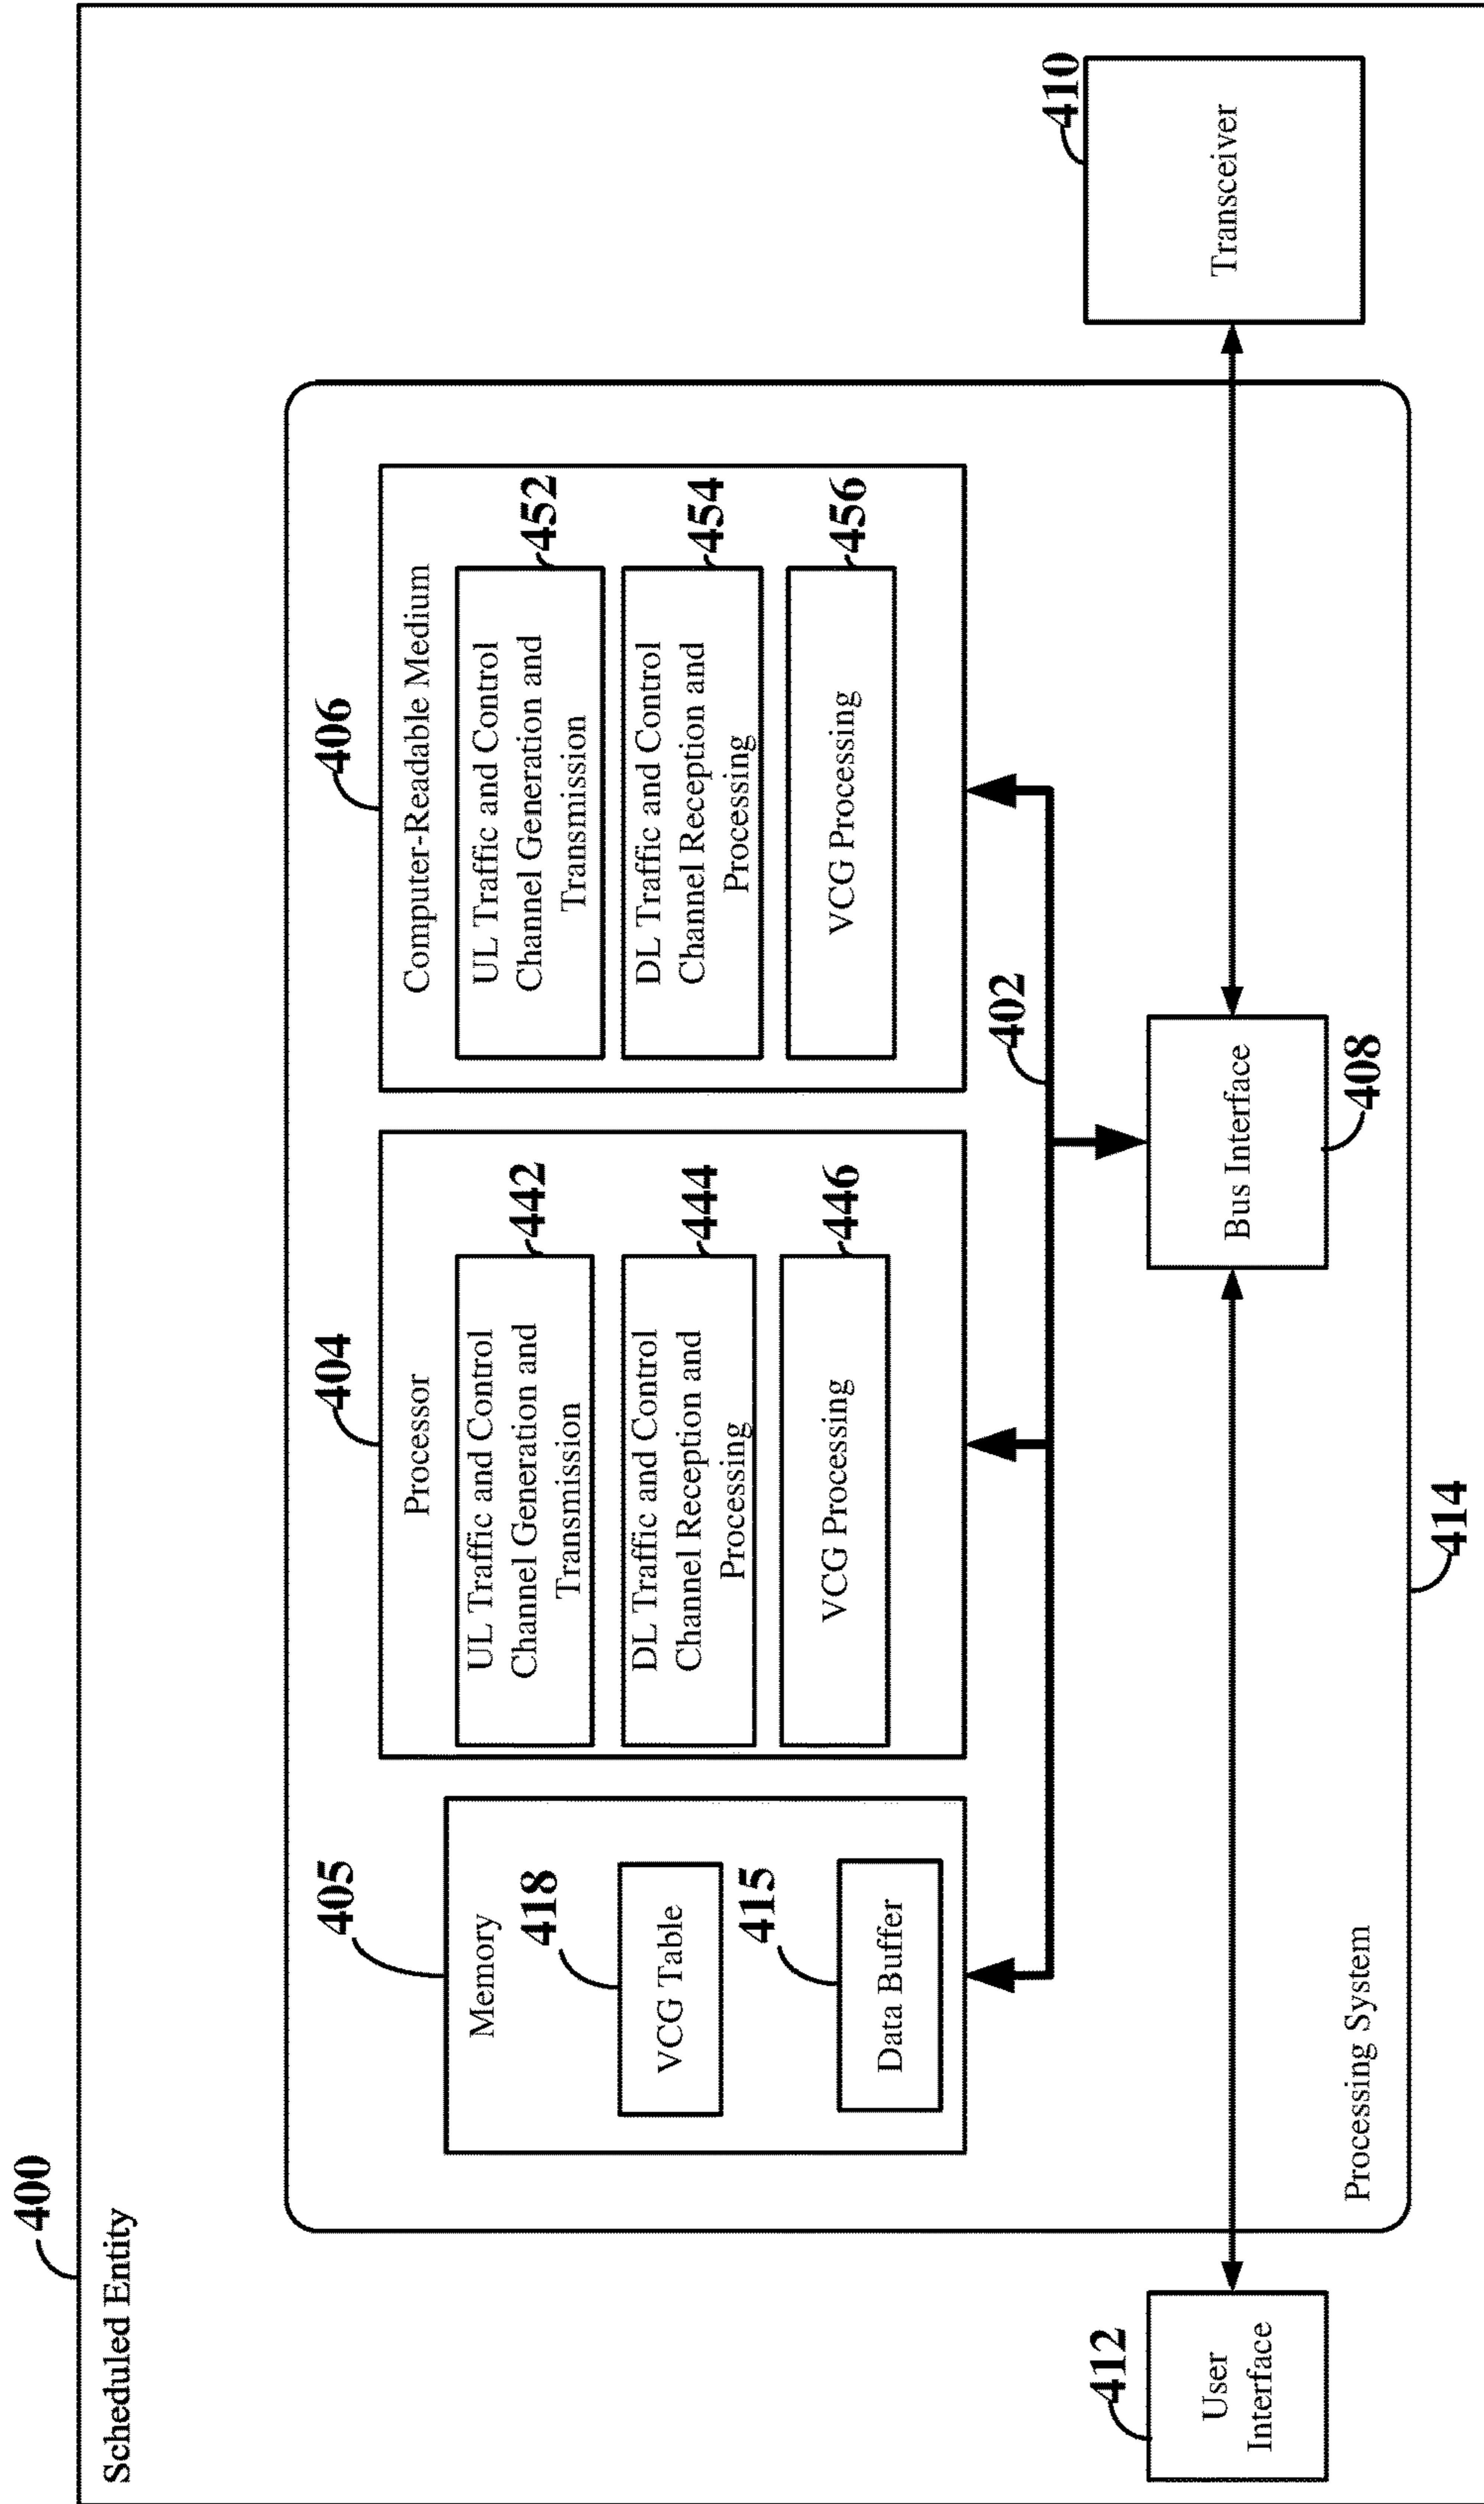 400
Scheduled Entity
405
Memory
418
VCG Table
415
Data Buffer
404
Processor
442
UL Traffic and Control
Channel Generation and
Transmission
444
DL Traffic and Control
Channel Reception and
Processing
446
VCG Processing
406
Computer-Readable Medium
452
UL Traffic and Control
Channel Generation and
Transmission
454
DL Traffic and Control
Channel Reception and
Processing
456
VCG Processing
402
412
User
Interface
Bus Interface
408
410
Transceiver
Processing System
414